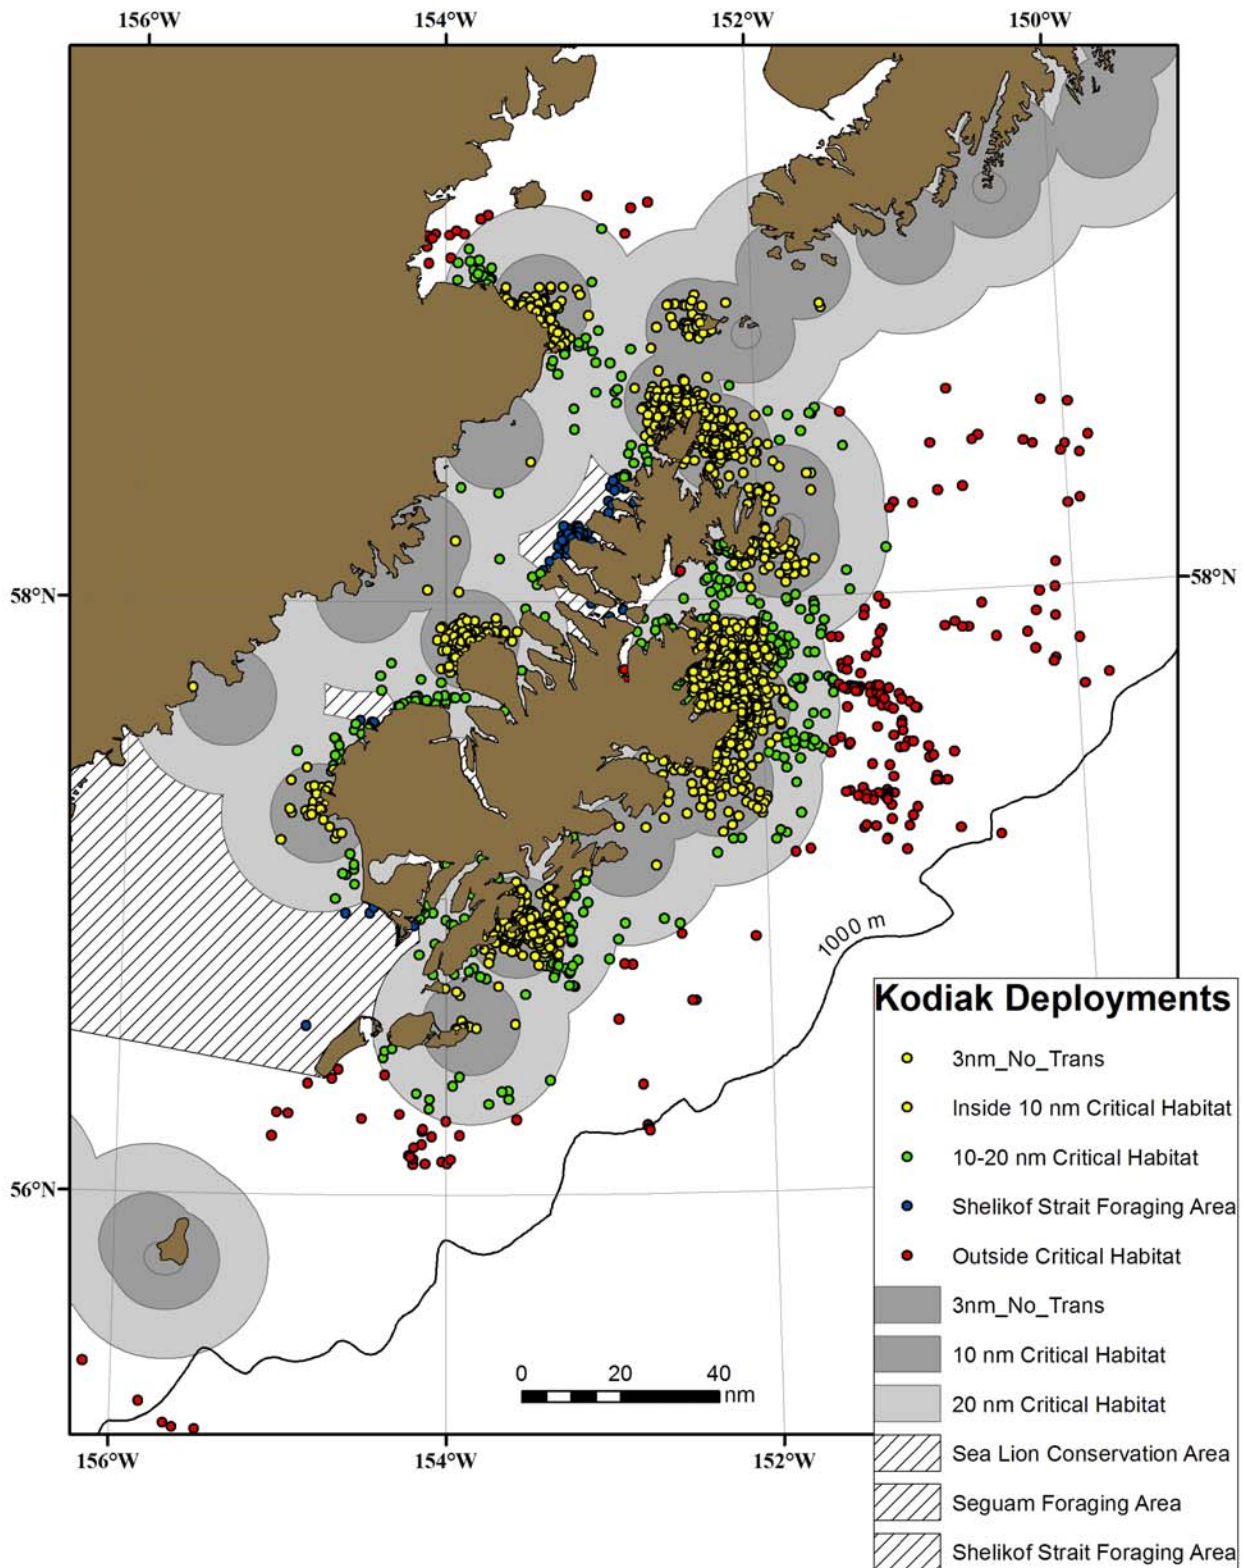 156°W 154°W 152°W 150°W
58°N
58°N
1000 m
56°N
0 20 40
nm
156°W 154°W 152°W
Kodiak Deployments
3nm_No_Trans
Inside 10 nm Critical Habitat
10-20 nm Critical Habitat
Shelikof Strait Foraging Area
Outside Critical Habitat
3nm_No_Trans
10 nm Critical Habitat
20 nm Critical Habitat
Sea Lion Conservation Area
Seguam Foraging Area
Shelikof Strait Foraging Area